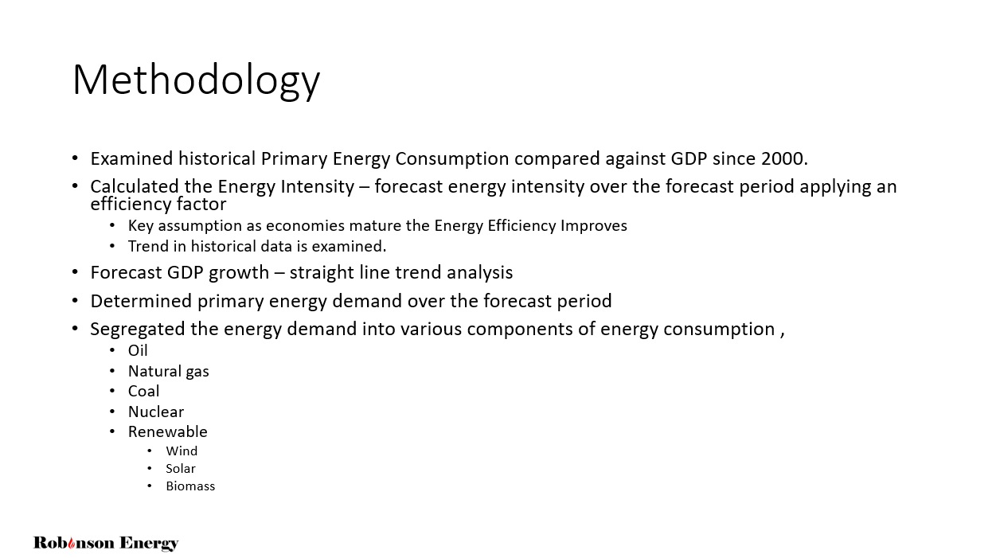 Methodology
• Examined historical Primary Energy Consumption compared against GDP since 2000.
• Calculated the Energy Intensity – forecast energy intensity over the forecast period applying an
efficiency factor
• Key assumption as economies mature the Energy Efficiency Improves
• Trend in historical data is examined.
• Forecast GDP growth – straight line trend analysis
• Determined primary energy demand over the forecast period
• Segregated the energy demand into various components of energy consumption ,
• Oil
• Natural gas
• Coal
• Nuclear
• Renewable
• Wind
• Solar
• Biomass
Robinson Energy